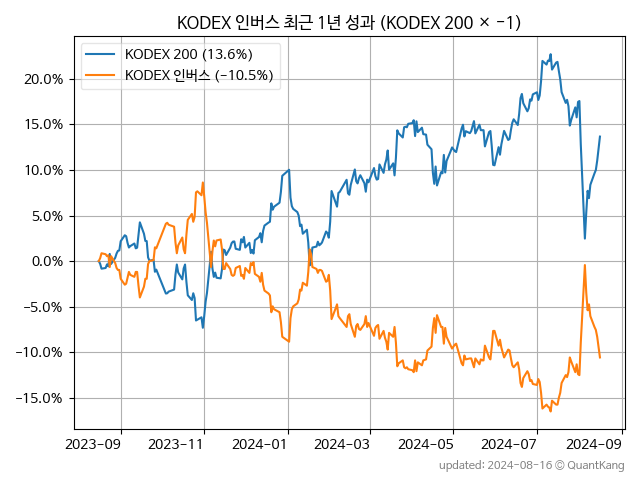 KODEX 인버스 최근 1년 성과 (KODEX 200 × -1)
KODEX 200 (13.6%)
KODEX 인버스 (-10.5%)
20.0%
15.0%
10.0%
5.0%
0.0%
-5.0%
-10.0%
-15.0%
2023-09 2023-11 2024-01 2024-03 2024-05 2024-07 2024-09
updated: 2024-08-16 © QuantKang